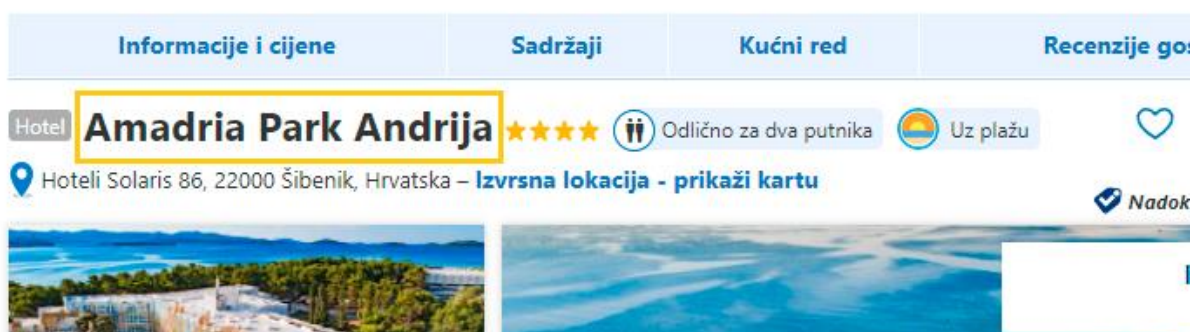 Informacije i cijene Sadržaji Kućni red Recenzije
Hotel Amadria Park Andrija Odlično za dva putnika Uz plažu
Hoteli Solaris 86, 22000 Šibenik, Hrvatska – Izvrsna lokacija - prikaži kartu